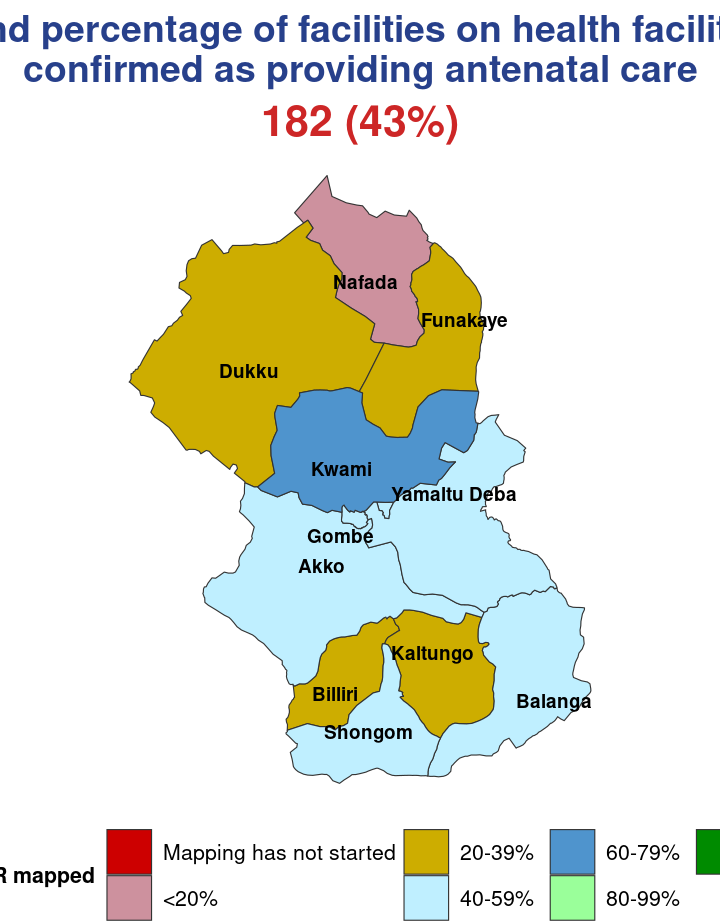 percentage of facilities on health
confirmed as providing antenatal care
182 (43%)
Nafada
Funakaye
Dukku
Kwami
Yamaltu Deba
Gombe
Akko
Kaltungo
Billiri
Balanga
Shongom
mapped
Mapping has not started
20-39%
60-79%
<20%
40-59%
80-99%